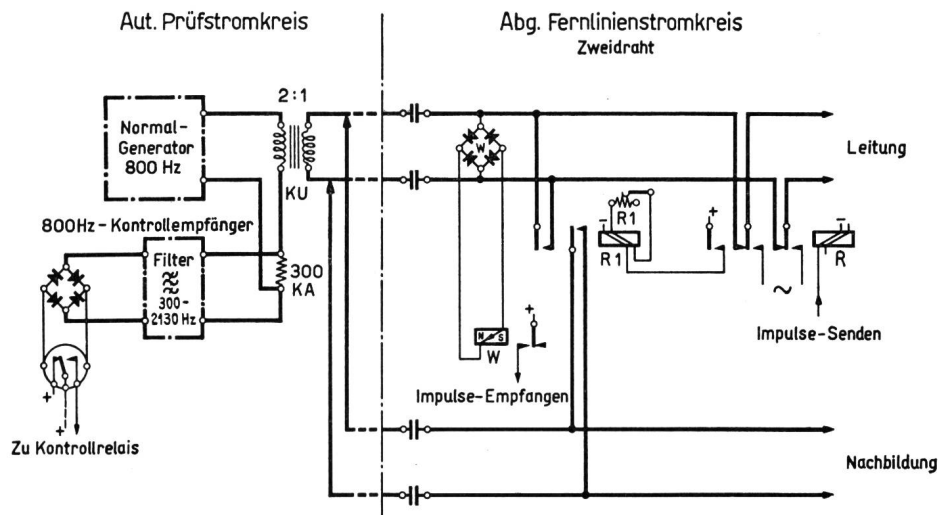 Aut. Prüfstromkreis
Abg. Fernlinienstromkreis
Zweidraht
2:1
Normal-
Generator
800 Hz
KU
W
Leitung
800Hz-Kontrollempfänger
Filter
300-
2130 Hz
300
KA
R1
R1
R
N S
W
~
Impulse-Senden
Impulse-Empfangen
Zu Kontrollrelais
Nachbildung